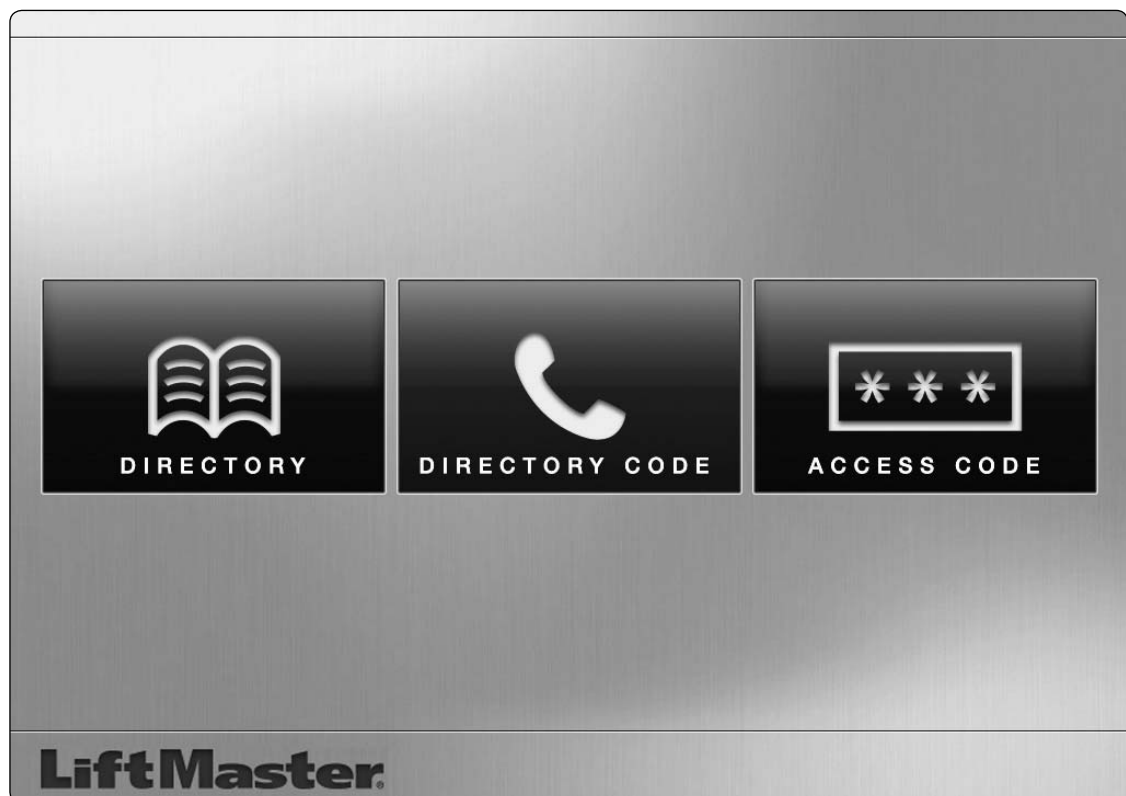 DIRECTORY
DIRECTORY CODE
* * * ACCESS CODE
LiftMaster®